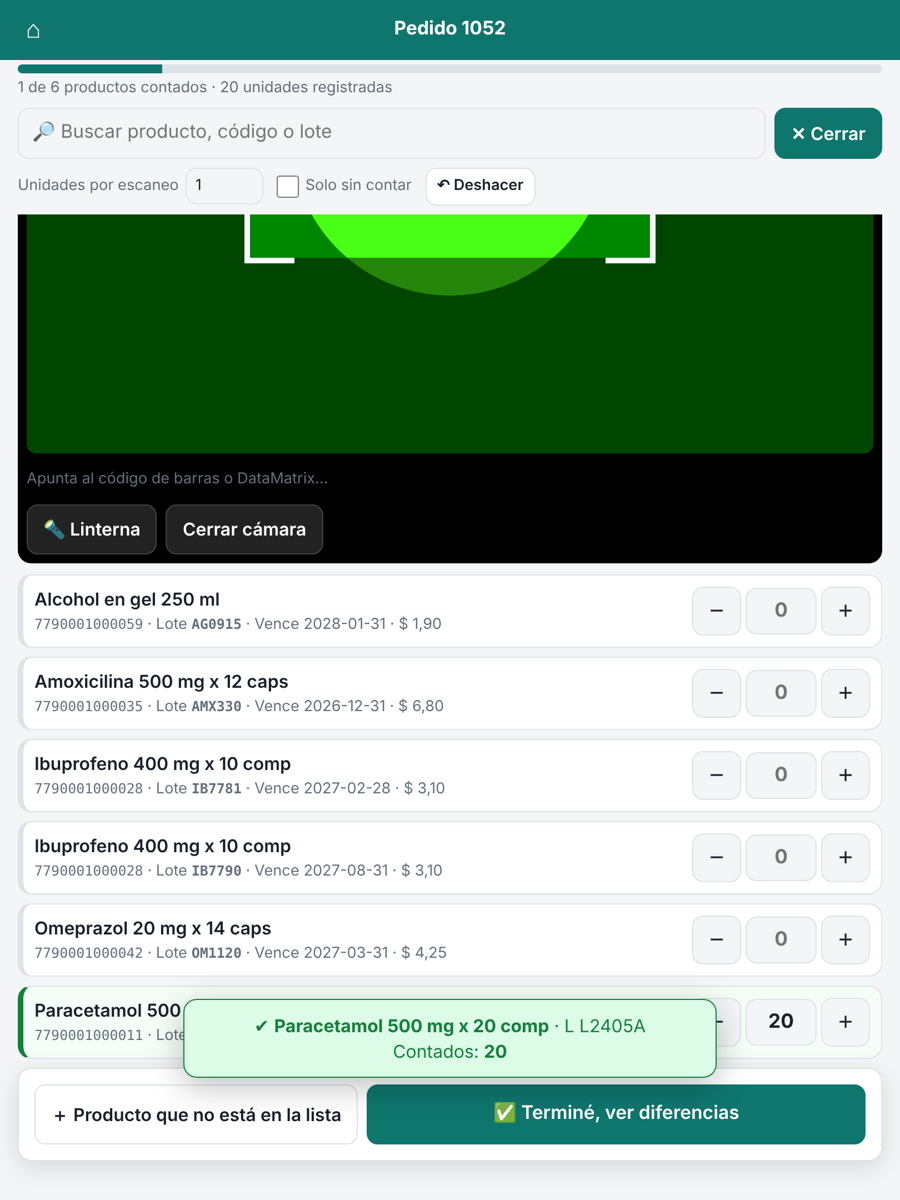 Pedido 1052
1 de 6 productos contados · 20 unidades registradas
Buscar producto, código o lote
✕ Cerrar
Unidades por escaneo 1 Solo sin contar ↶ Deshacer
Apunta al código de barras o DataMatrix...
Linterna Cerrar cámara
Alcohol en gel 250 ml
7790001000059 · Lote AG0915 · Vence 2028-01-31 · $ 1,90
− 0 +
Amoxicilina 500 mg x 12 caps
7790001000035 · Lote AMX330 · Vence 2026-12-31 · $ 6,80
− 0 +
Ibuprofeno 400 mg x 10 comp
7790001000028 · Lote IB7781 · Vence 2027-02-28 · $ 3,10
− 0 +
Ibuprofeno 400 mg x 10 comp
7790001000028 · Lote IB7790 · Vence 2027-08-31 · $ 3,10
− 0 +
Omeprazol 20 mg x 14 caps
7790001000042 · Lote OM1120 · Vence 2027-03-31 · $ 4,25
− 0 +
Paracetamol 500
7790001000011 · Lote
− 20 +
✔ Paracetamol 500 mg x 20 comp · L L2405A
Contados: 20
+ Producto que no está en la lista
✅ Terminé, ver diferencias